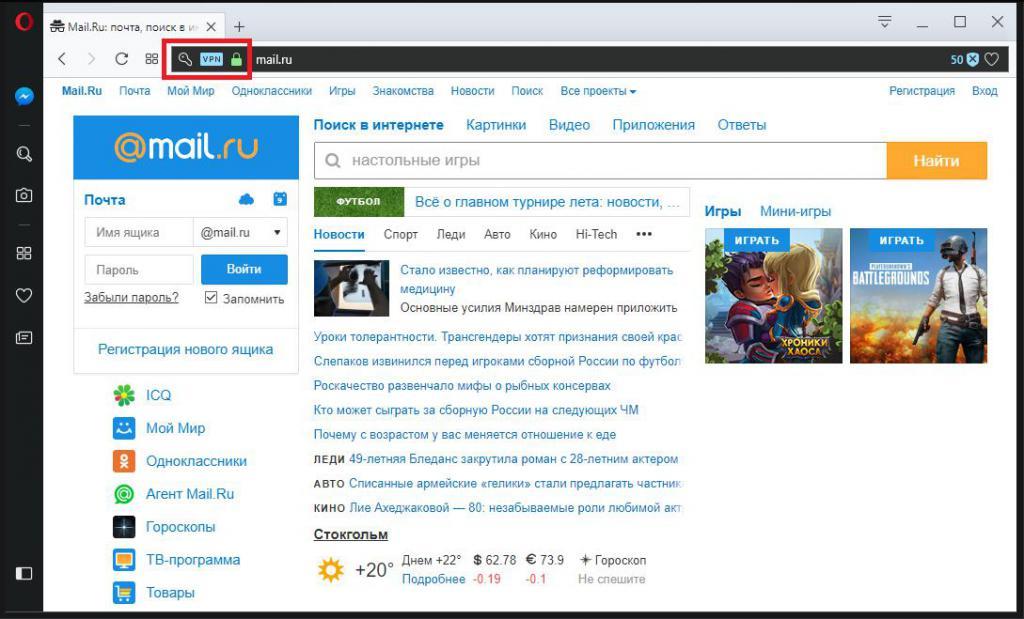 Mail.Ru: почта, поиск в ин
VPN mail.ru 50
Mail.Ru Почта Мой Мир Одноклассники Игры Знакомства Новости Поиск Все проекты Регистрация Вход
@mail.ru
Почта
9
Имя ящика @mail.ru
Пароль Войти
Забыли пароль? Запомнить
Регистрация нового ящика
ICQ
Мой Мир
Одноклассники
Агент Mail.Ru
Гороскопы
ТВ-программа
Товары
Поиск в интернете Картинки Видео Приложения Ответы
настольные игры Найти
ФУТБОЛ Всё о главном турнире лета: новости, ...
Новости Спорт Леди Авто Кино Hi-Tech •••
Стало известно, как планируют реформировать
медицину
Основные усилия Минздрав намерен приложить
Уроки толерантности. Трансгендеры хотят признания своей крас
Слепаков извинился перед игроками сборной России по футбол
Роскачество развенчало мифы о рыбных консервах
Кто может сыграть за сборную России на следующих ЧМ
Почему с возрастом у вас меняется отношение к еде
ЛЕДИ 49-летняя Бледанс закрутила роман с 28-летним актером
АВТО Списанные армейские «гелики» стали предлагать частник
КИНО Лие Ахеджаковой — 80: незабываемые роли любимой акт
Стокгольм
+20° Днем +22° $ 62.78 € 73.9 Гороскоп
Подробнее -0.19 -0.1 Не спешите
Игры Мини-игры
ИГРАТЬ
ХРОНИКИ
ХАОСА
ИГРАТЬ
BATTLEGROUNDS